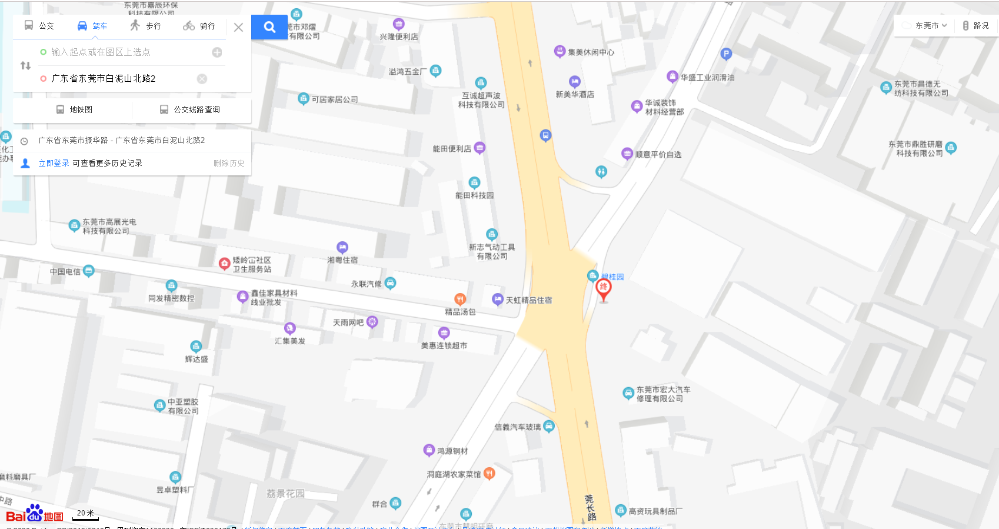 东莞市嘉辰环保
科技有限公司
公交
驾车
步行
骑行
输入起点或在图区上选点
广东省东莞市白泥山北路2
地铁图
公交线路查询
广东省东莞市振华路 - 广东省东莞市白泥山北路2
立即登录 可查看更多历史记录
删除历史
东莞市
路况
莞市邓熠
有限公司
兴隆便利店
集美休闲中心
溢鸿五金厂
华盛工业润滑油
东莞市昌德无
纺科技有限公司
互诚超声波
科技有限公司
新美华酒店
可居家居公司
华诚装饰
材料经营部
P
能田便利店
顺意平价自选
东莞市鼎胜研磨
科技有限公司
能田科技园
东莞市高展光电
科技有限公司
新志气动工具
有限公司
湘粤住宿
矮岭冚社区
卫生服务站
中国电信
碧桂园
终
永联汽修
同发精密数控
鑫佳家具材料
线业批发
精品汤包
天虹精品住宿
天雨网吧
汇集美发
美惠连锁超市
辉达盛
东莞市宏大汽车
修理有限公司
中亚塑胶
有限公司
信義汽车玻璃
鸿源钢材
洞庭湖农家菜馆
磨料磨具厂
昱卓塑料厂
荔景花园
中路
群合
莞长路
高资玩具制品厂
Bai du 地图
20 米
东莞市慧明研磨